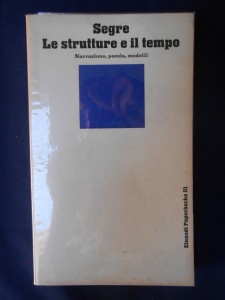 Segre
Le strutture e il tempo
Narrazione, poesia, modelli
Einaudi Paperbacks 51